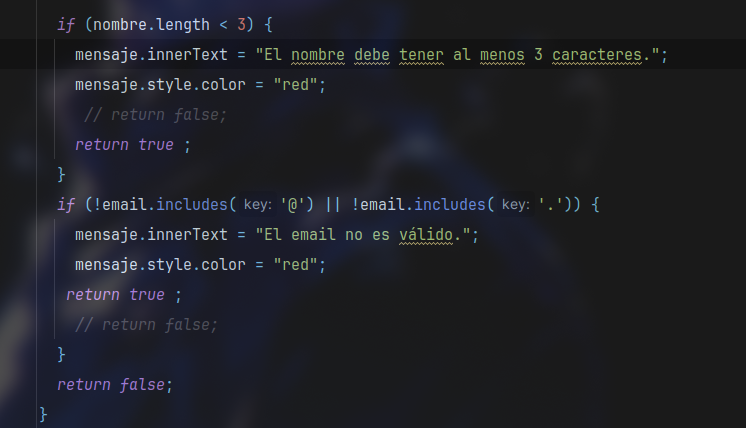 if (nombre.length < 3) {
mensaje.innerText = "El nombre debe tener al menos 3 caracteres.";
mensaje.style.color = "red";
// return false;
return true ;
}
if (!email.includes( key: '@') || !email.includes( key: '.')) {
mensaje.innerText = "El email no es válido.";
mensaje.style.color = "red";
return true ;
// return false;
}
return false;
}